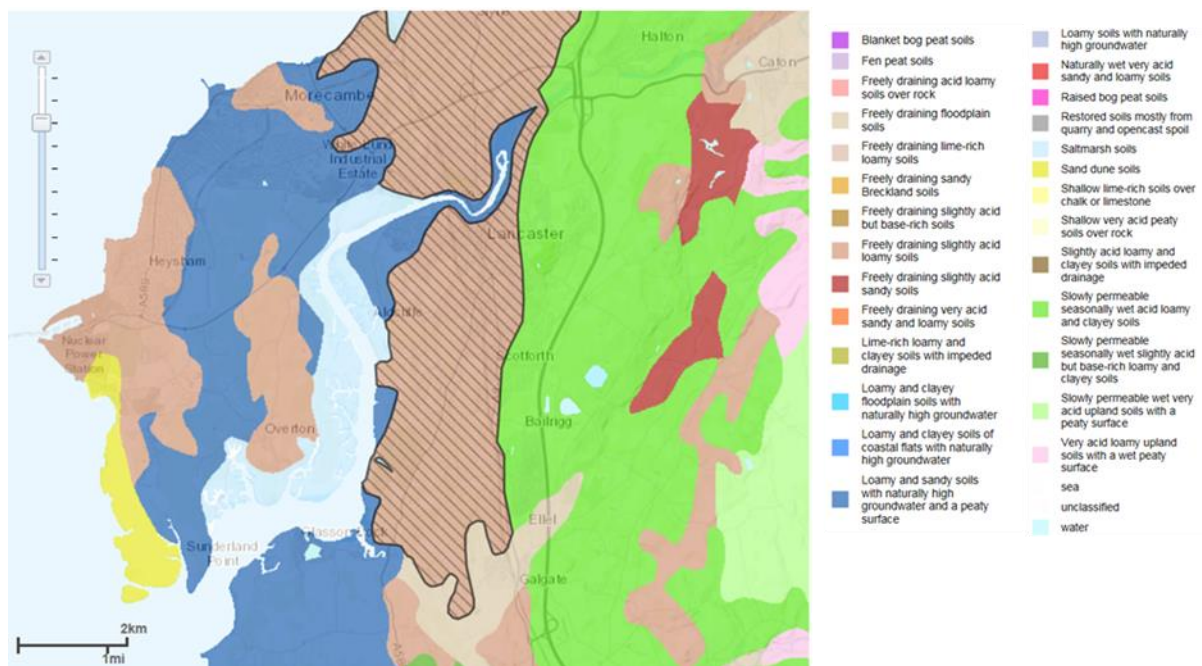 Halton
Caton
Morecambe
Industrial
Estate
Lancaster
Heysham
A589
Nuclear
Power
Station
Scotforth
Bailrigg
Overton
Ellel
Glasson Dock
Sunderland
Point
Galgate
2km
1mi
Blanket bog peat soils
Fen peat soils
Freely draining acid loamy
soils over rock
Freely draining floodplain
soils
Freely draining lime-rich
loamy soils
Freely draining sandy
Breckland soils
Freely draining slightly acid
but base-rich soils
Freely draining slightly acid
loamy soils
Freely draining slightly acid
sandy soils
Freely draining very acid
sandy and loamy soils
Lime-rich loamy and
clayey soils with impeded
drainage
Loamy and clayey
floodplain soils with
naturally high groundwater
Loamy and clayey soils of
coastal flats with naturally
high groundwater
Loamy and sandy soils
with naturally high
groundwater and a peaty
surface
Loamy soils with naturally
high groundwater
Naturally wet very acid
sandy and loamy soils
Raised bog peat soils
Restored soils mostly from
quarry and opencast spoil
Saltmarsh soils
Sand dune soils
Shallow lime-rich soils over
chalk or limestone
Shallow very acid peaty
soils over rock
Slightly acid loamy and
clayey soils with impeded
drainage
Slowly permeable
seasonally wet acid loamy
and clayey soils
Slowly permeable
seasonally wet slightly acid
but base-rich loamy and
clayey soils
Slowly permeable wet very
acid upland soils with a
peaty surface
Very acid loamy upland
soils with a wet peaty
surface
sea
unclassified
water